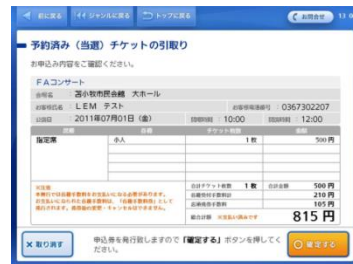 前に戻る ジャンルに戻る トップに戻る お問合せ
予約済み（当選）チケットの引取り
お申込み内容をご確認ください。
ＦＡコンサート
会場名 苫小牧市民会館 大ホール
お客様氏名 ＬＥＭ テスト お客様電話番号 0367302207
公演日 2011年07月01日（金） 開場時間 10:00 開演時間 12:00
席種 名称 チケット枚数 金額
指定席 小人 1 枚 500 円
合計チケット枚数 1 枚 合計金額 500 円
210 円
105 円
総合計額 ※支払い済みです 815 円
×取り消す 申込券を発行致しますので「確定する」ボタンを押してください。 確定する